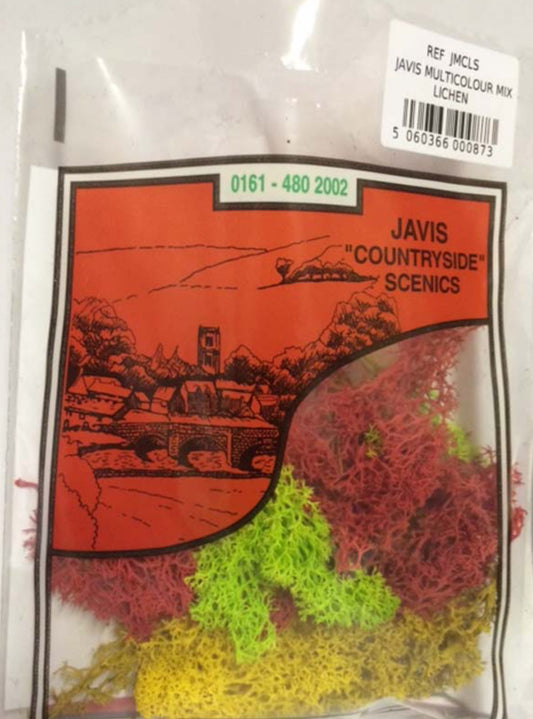 REF JMCLS
JAVIS MULTICOLOUR MIX
LICHEN
5 060366 000873
0161 - 480 2002
JAVIS
"COUNTRYSIDE"
SCENICS